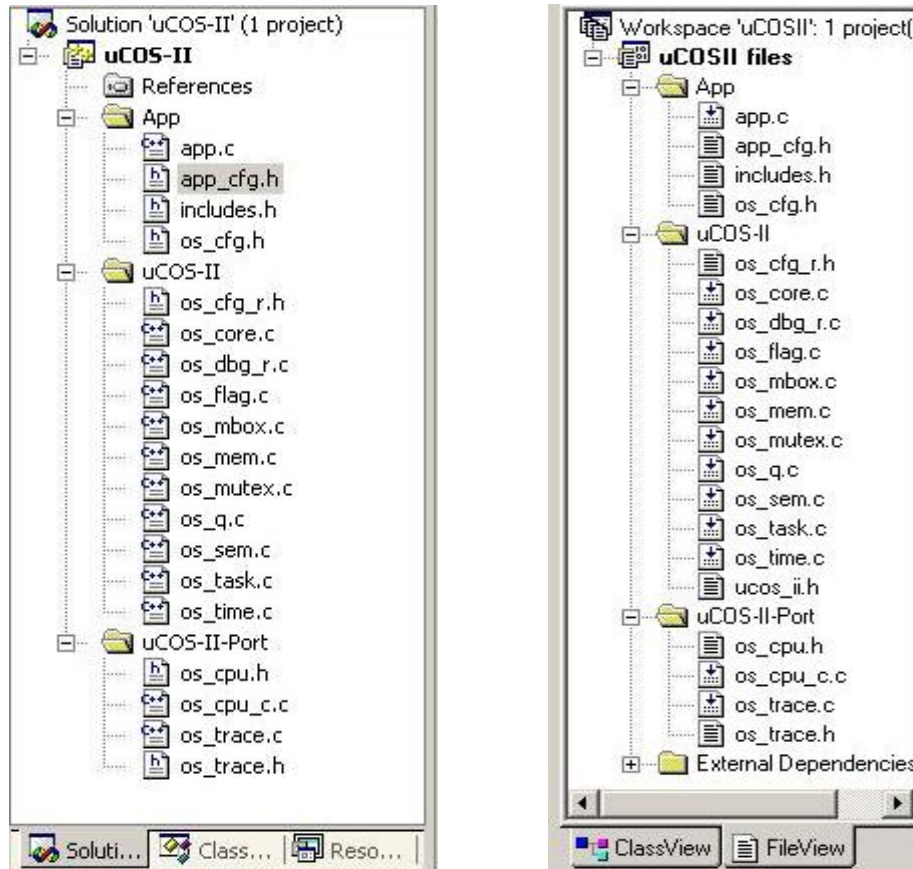 Solution 'uCOS-II' (1 project)
uCOS-II
References
App
app.c
app_cfg.h
includes.h
os_cfg.h
uCOS-II
os_cfg_r.h
os_core.c
os_dbg_r.c
os_flag.c
os_mbox.c
os_mem.c
os_mutex.c
os_q.c
os_sem.c
os_task.c
os_time.c
uCOS-II-Port
os_cpu.h
os_cpu_c.c
os_trace.c
os_trace.h
Soluti... Class... Reso...
Workspace 'uCOSII': 1 project(
uCOSII files
App
app.c
app_cfg.h
includes.h
os_cfg.h
uCOS-II
os_cfg_r.h
os_core.c
os_dbg_r.c
os_flag.c
os_mbox.c
os_mem.c
os_mutex.c
os_q.c
os_sem.c
os_task.c
os_time.c
ucos_ii.h
uCOS-II-Port
os_cpu.h
os_cpu_c.c
os_trace.c
os_trace.h
External Dependencies
ClassView FileView